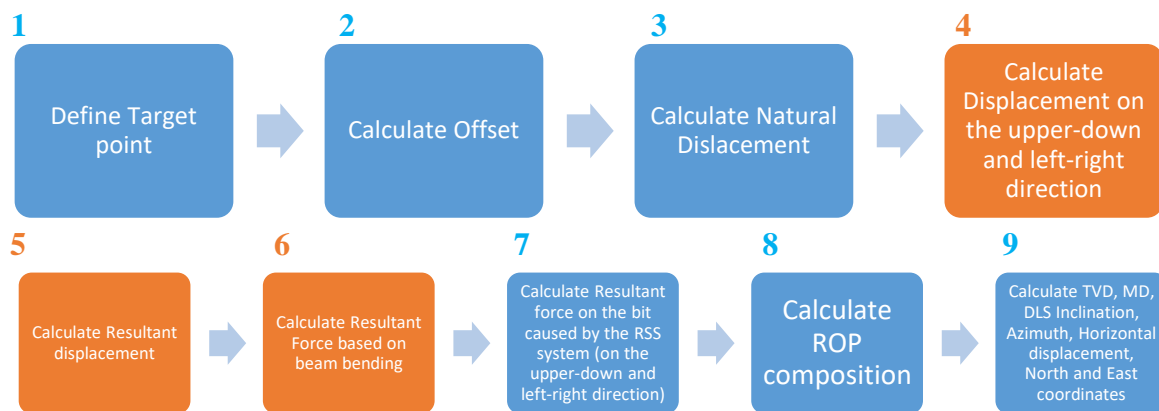 1
2
3
4
Define Target
point
Calculate Offset
Calculate Natural
Dislacement
Calculate
Displacement on
the upper-down
and left-right
direction
5
6
7
8
9
Calculate Resultant
displacement
Calculate Resultant
Force based on
beam bending
Calculate Resultant
force on the bit
caused by the RSS
system (on the
upper-down and
left-right direction)
Calculate
ROP
composition
Calculate TVD, MD,
DLS Inclination,
Azimuth, Horizontal
displacement,
North and East
coordinates